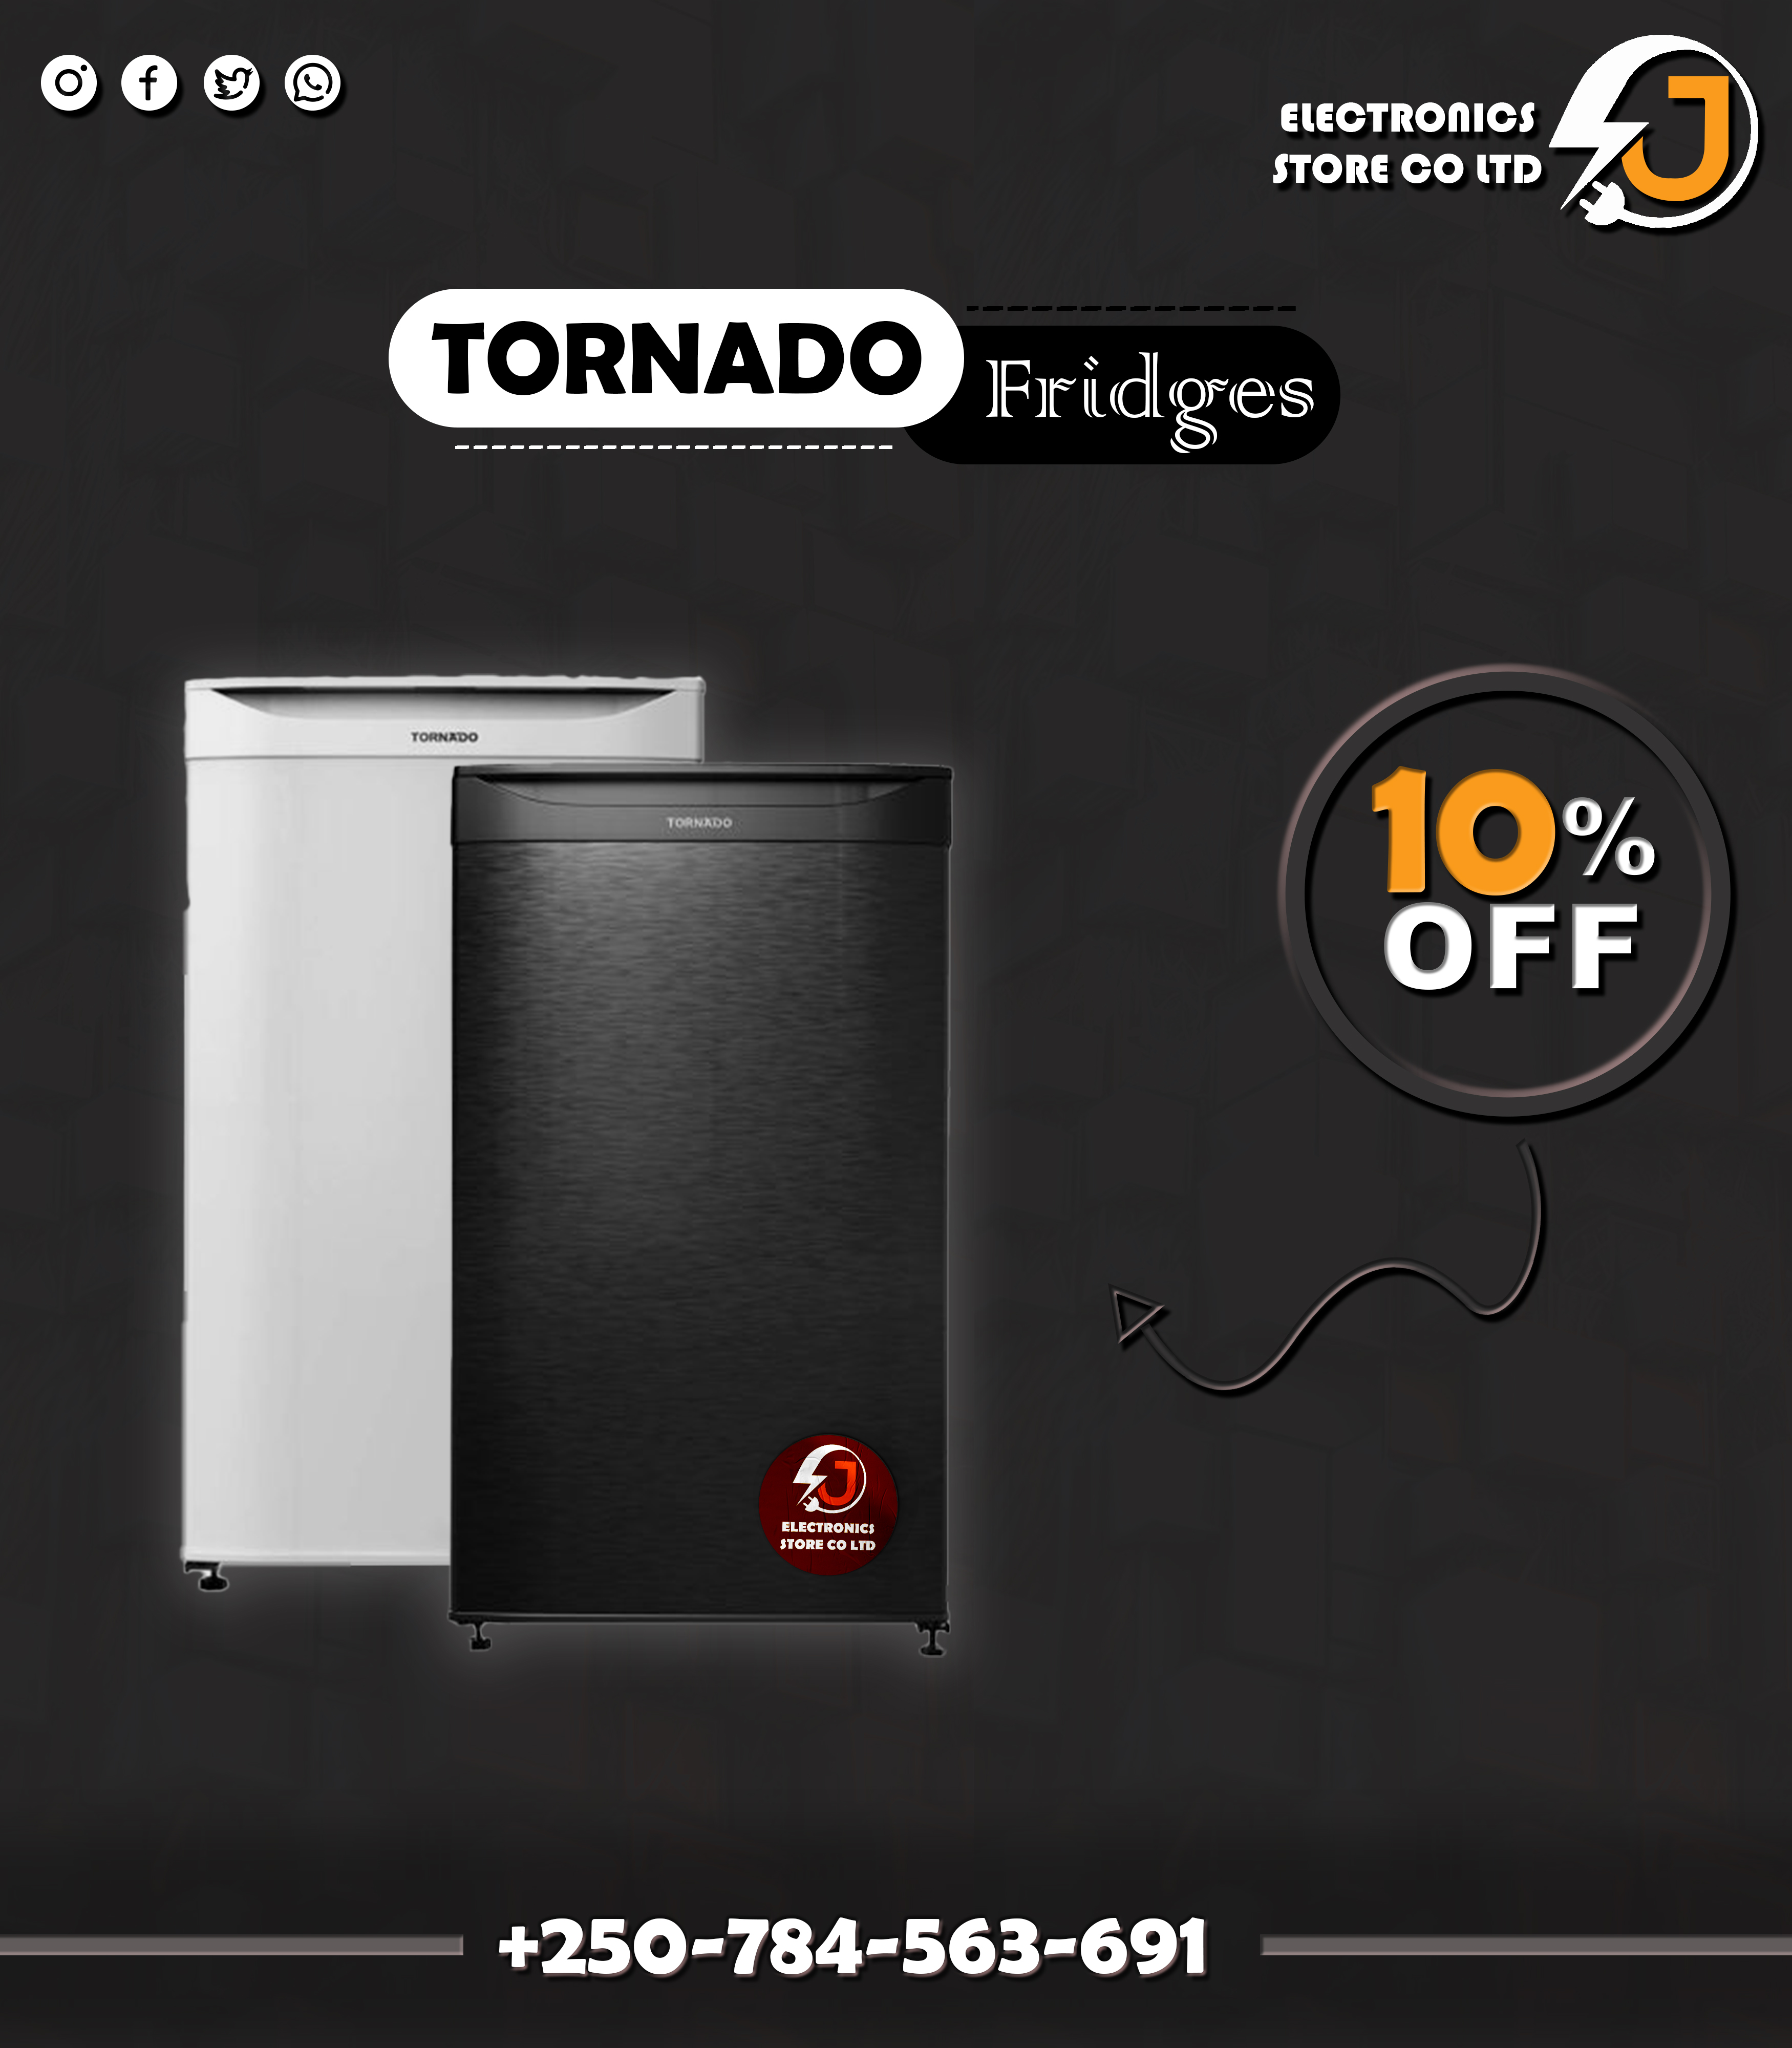 ELECTRONICS
STORE CO LTD
J
TORNADO
Fridges
TORNADO
TORNADO
10%
OFF
J
ELECTRONICS
STORE CO LTD
+250-784-563-691